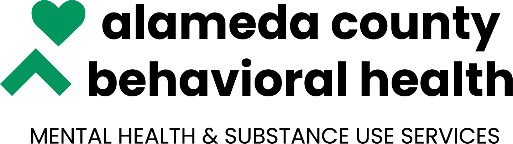 alameda county
behavioral health
MENTAL HEALTH & SUBSTANCE USE SERVICES